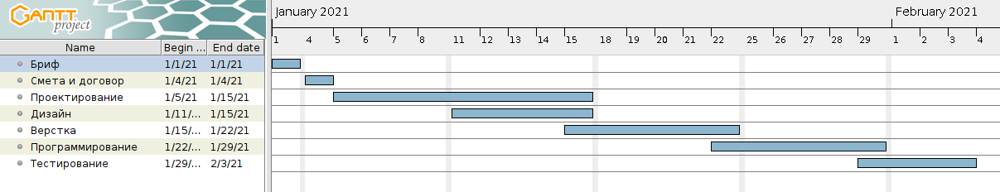 GANTT
project
January 2021
February 2021
1 4 5 6 7 8 11 12 13 14 15 18 19 20 21 22 25 26 27 28 29 1 2 3 4
Name Begin ... End date
Бриф 1/1/21 1/1/21
Смета и договор 1/4/21 1/4/21
Проектирование 1/5/21 1/15/21
Дизайн 1/11/... 1/15/21
Верстка 1/15/... 1/22/21
Программирование 1/22/... 1/29/21
Тестирование 1/29/... 2/3/21